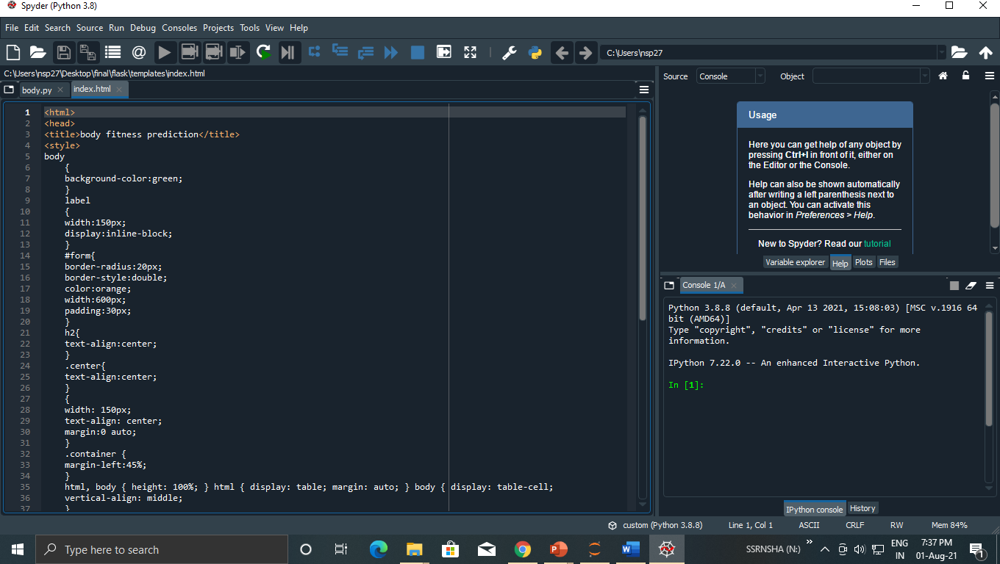 Spyder (Python 3.8)
File Edit Search Source Run Debug Consoles Projects Tools View Help
C:\Users\nsp27
C:\Users\nsp27\Desktop\final\flask\templates\index.html
body.py
index.html
1 <html>
2 <head>
3 <title>body fitness prediction</title>
4 <style>
5 body
6 {
7 background-color:green;
8 }
9 label
10 {
11 width:150px;
12 display:inline-block;
13 }
14 #form{
15 border-radius:20px;
16 border-style:double;
17 color:orange;
18 width:600px;
19 padding:30px;
20 }
21 h2{
22 text-align:center;
23 }
24 .center{
25 text-align:center;
26 }
27 {
28 width: 150px;
29 text-align: center;
30 margin:0 auto;
31 }
32 .container {
33 margin-left:45%;
34 }
35 html, body { height: 100%; } html { display: table; margin: auto; } body { display: table-cell;
36 vertical-align: middle;
37 }
Source Console Object
Usage
Here you can get help of any object by
pressing Ctrl+I in front of it, either on
the Editor or the Console.
Help can also be shown automatically
after writing a left parenthesis next to
an object. You can activate this
behavior in Preferences > Help.
New to Spyder? Read our tutorial
Variable explorer Help Plots Files
Console 1/A
Python 3.8.8 (default, Apr 13 2021, 15:08:03) [MSC v.1916 64
bit (AMD64)]
Type "copyright", "credits" or "license" for more
information.
IPython 7.22.0 -- An enhanced Interactive Python.
In [1]:
IPython console History
custom (Python 3.8.8) Line 1, Col 1 ASCII CRLF RW Mem 84%
Type here to search
SSRNSHA (N:)
ENG
IN
7:37 PM
01-Aug-21
1